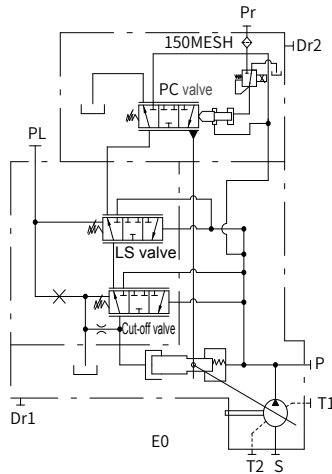 Pr
150MESH
Dr2
PC valve
PL
LS valve
Cut-off valve
P
T1
Dr1
E0
T2
S